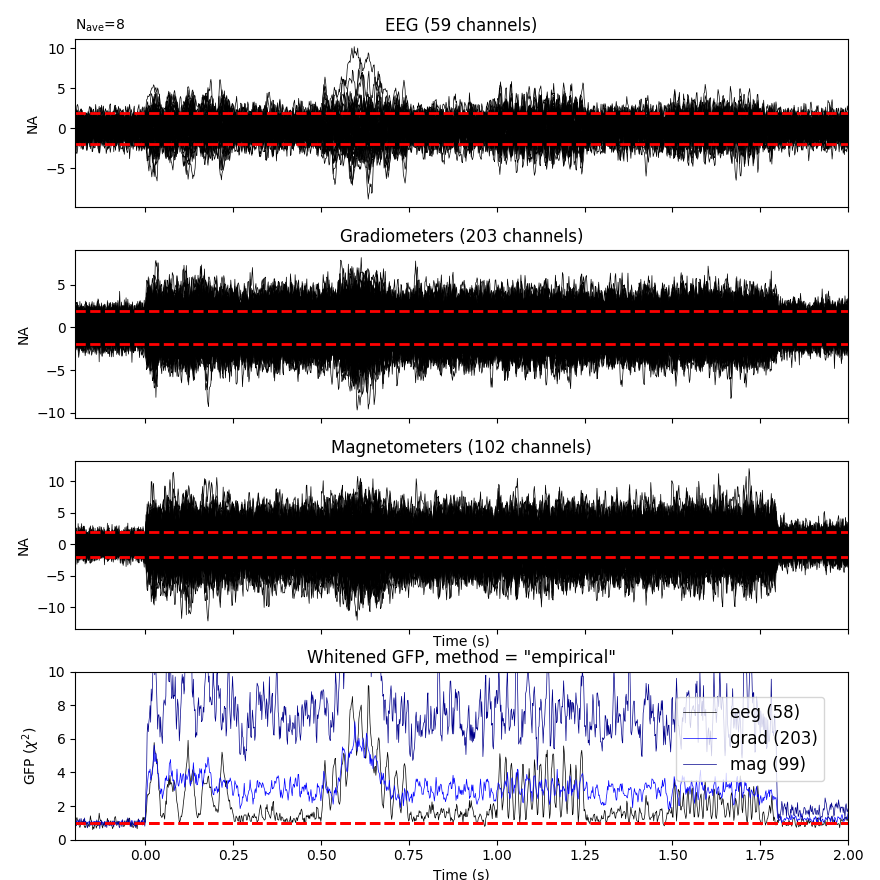 N_ave=8
EEG (59 channels)
10
5
0
−5
NA
Gradiometers (203 channels)
5
0
−5
−10
NA
Magnetometers (102 channels)
10
5
0
−5
−10
NA
Time (s)
Whitened GFP, method = "empirical"
10
8
6
4
2
0
GFP (χ²)
eeg (58)
grad (203)
mag (99)
0.00 0.25 0.50 0.75 1.00 1.25 1.50 1.75 2.00
Time (s)